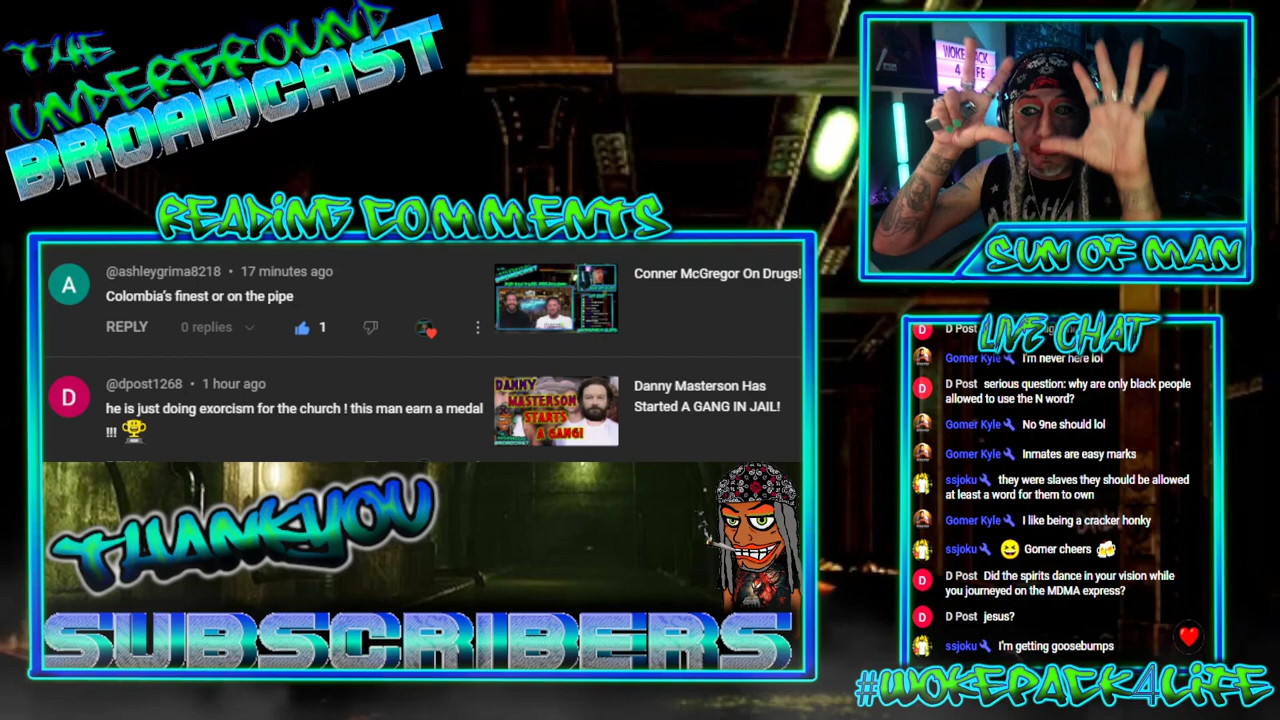 THE
UNDERGROUND
BROADCAST
READING COMMENTS
A
@ashleygrima8218 • 17 minutes ago
Colombia's finest or on the pipe
REPLY 0 replies 1
Conner McGregor On Drugs!
D
@dpost1268 • 1 hour ago
he is just doing exorcism for the church ! this man earn a medal
!!! 🏆
DANNY
MASTERSON
STARTS
A GANG!
Danny Masterson Has
Started A GANG IN JAIL!
THANKYOU
SUBSCRIBERS
WOKEPACK
4 LIFE
SUN OF MAN
LIVE CHAT
D Post
Gomer Kyle I'm never here lol
D Post serious question: why are only black people
allowed to use the N word?
Gomer Kyle No 9ne should lol
Gomer Kyle Inmates are easy marks
ssjoku they were slaves they should be allowed
at least a word for them to own
Gomer Kyle I like being a cracker honky
ssjoku 😆 Gomer cheers 🍻
D Post Did the spirits dance in your vision while
you journeyed on the MDMA express?
D Post jesus?
ssjoku I'm getting goosebumps
#WOKEPACK4LIFE